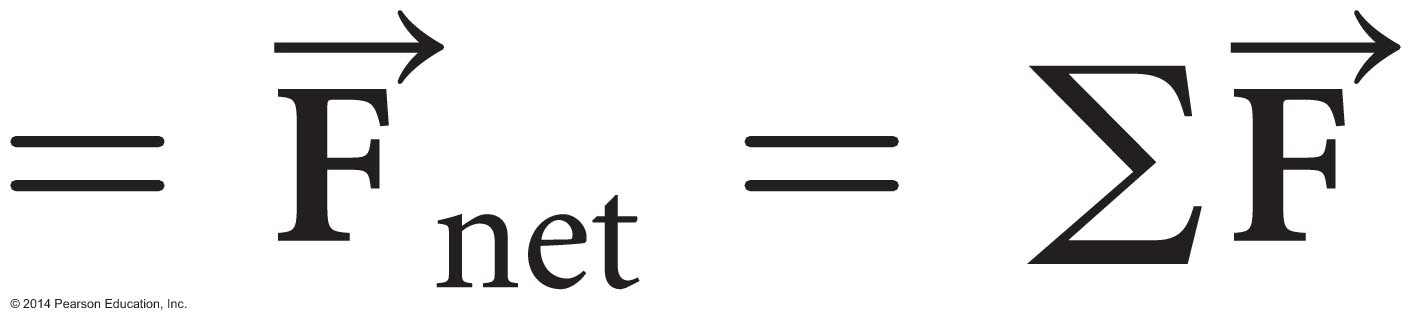 = F⃗ net = ΣF⃗
© 2014 Pearson Education, Inc.